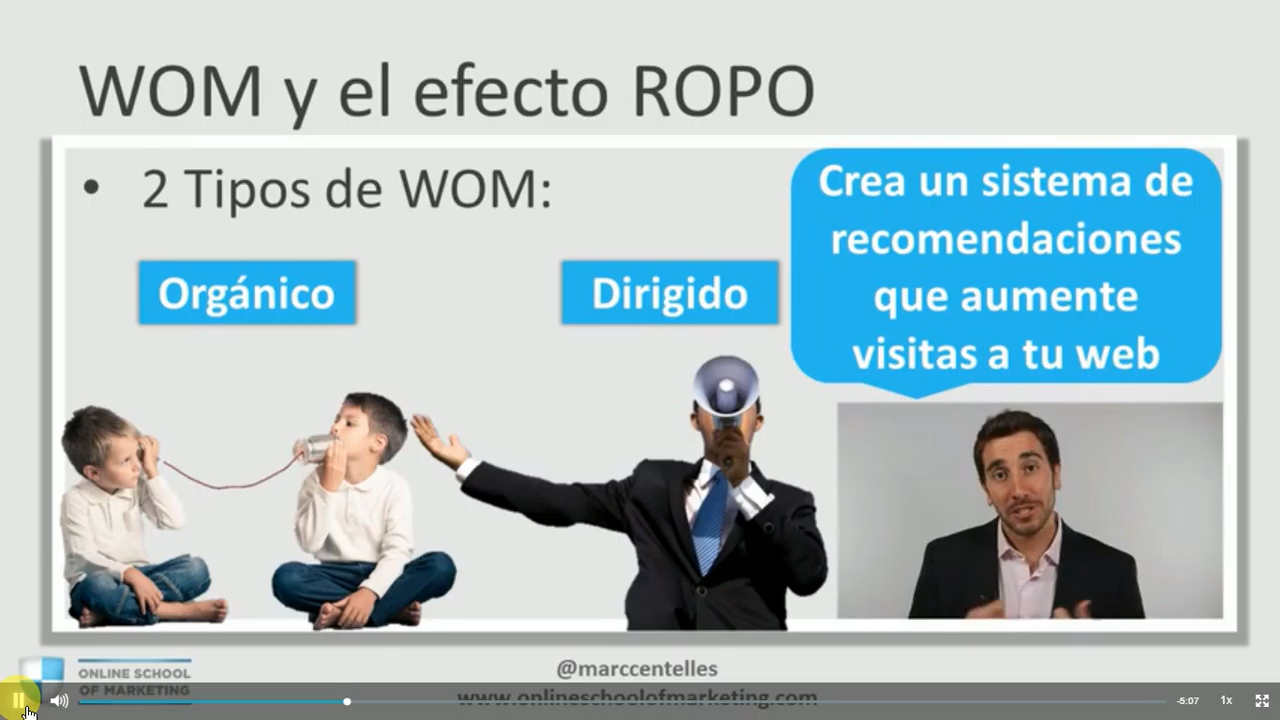 WOM y el efecto ROPO
• 2 Tipos de WOM:
Orgánico
Dirigido
Crea un sistema de
recomendaciones
que aumente
visitas a tu web
ONLINE SCHOOL
OF MARKETING
@marccentelles
www.onlineschoolofmarketing.com
-5:07
1x